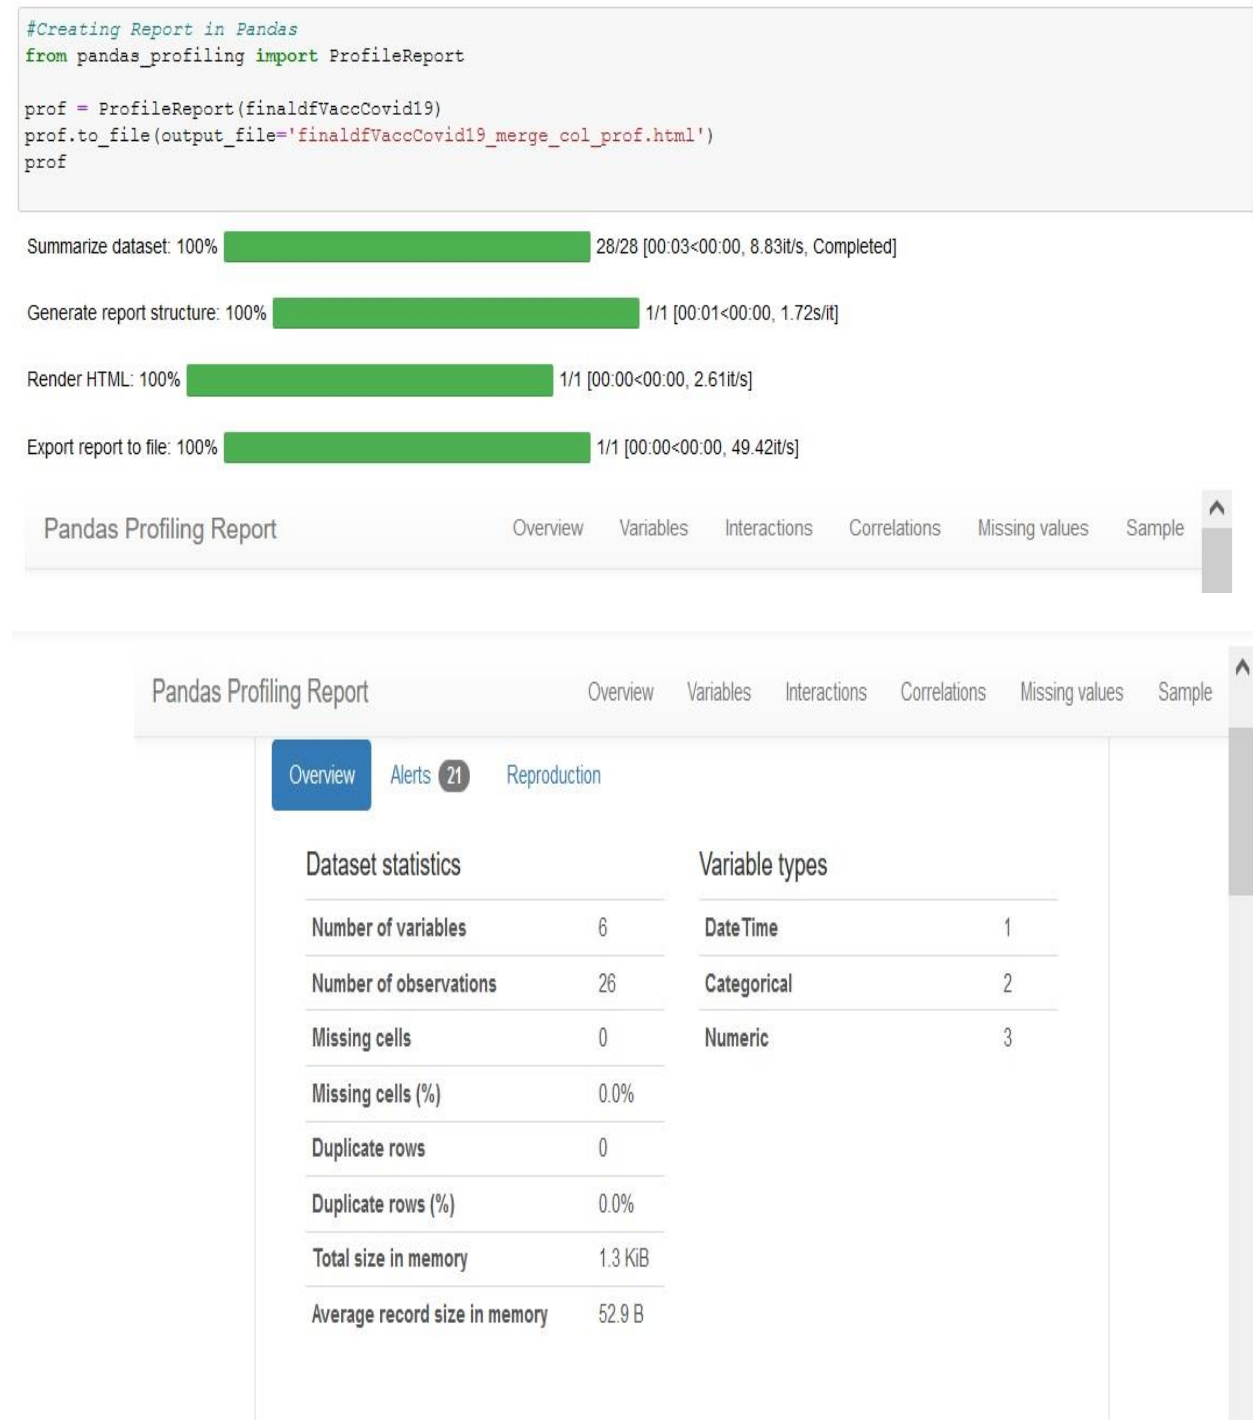 #Creating Report in Pandas
from pandas_profiling import ProfileReport
prof = ProfileReport(finaldfVaccCovid19)
prof.to_file(output_file='finaldfVaccCovid19_merge_col_prof.html')
prof
Summarize dataset: 100% 28/28 [00:03<00:00, 8.83it/s, Completed]
Generate report structure: 100% 1/1 [00:01<00:00, 1.72s/it]
Render HTML: 100% 1/1 [00:00<00:00, 2.61it/s]
Export report to file: 100% 1/1 [00:00<00:00, 49.42it/s]
Pandas Profiling Report Overview Variables Interactions Correlations Missing values Sample
Pandas Profiling Report Overview Variables Interactions Correlations Missing values Sample
Overview Alerts 21 Reproduction
Dataset statistics Variable types
Number of variables 6 DateTime 1
Number of observations 26 Categorical 2
Missing cells 0 Numeric 3
Missing cells (%) 0.0%
Duplicate rows 0
Duplicate rows (%) 0.0%
Total size in memory 1.3 KiB
Average record size in memory 52.9 B